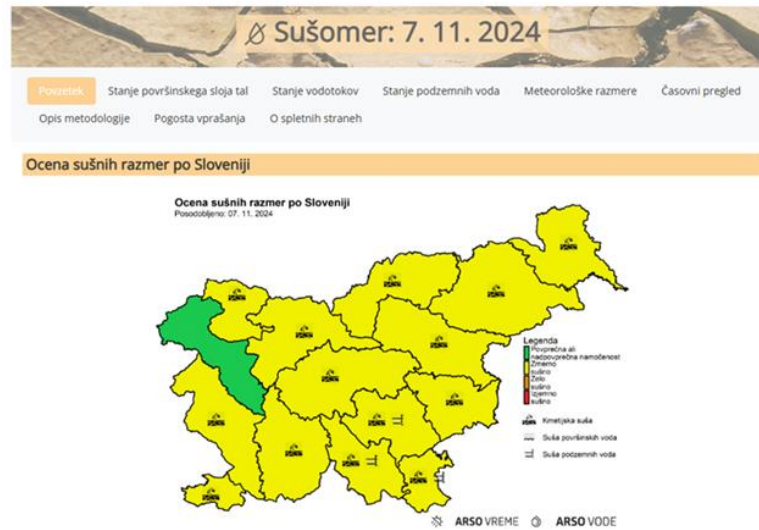 Sušomer: 7. 11. 2024
Povzetek Stanje površinskega sloja tal Stanje vodotokov Stanje podzemnih voda Meteorološke razmere Časovni pregled
Opis metodologije Pogosta vprašanja O spletnih straneh
Ocena sušnih razmer po Sloveniji
Ocena sušnih razmer po Sloveniji
Posodobljeno: 07. 11. 2024
Legenda
Povprečna ali
nadpovprečna namočenost
Zmerno
sušno
Zelo
sušno
Izjemno
sušno
Kmetijska suša
Suša površinskih voda
Suša podzemnih voda
ARSO VREME ARSO VODE